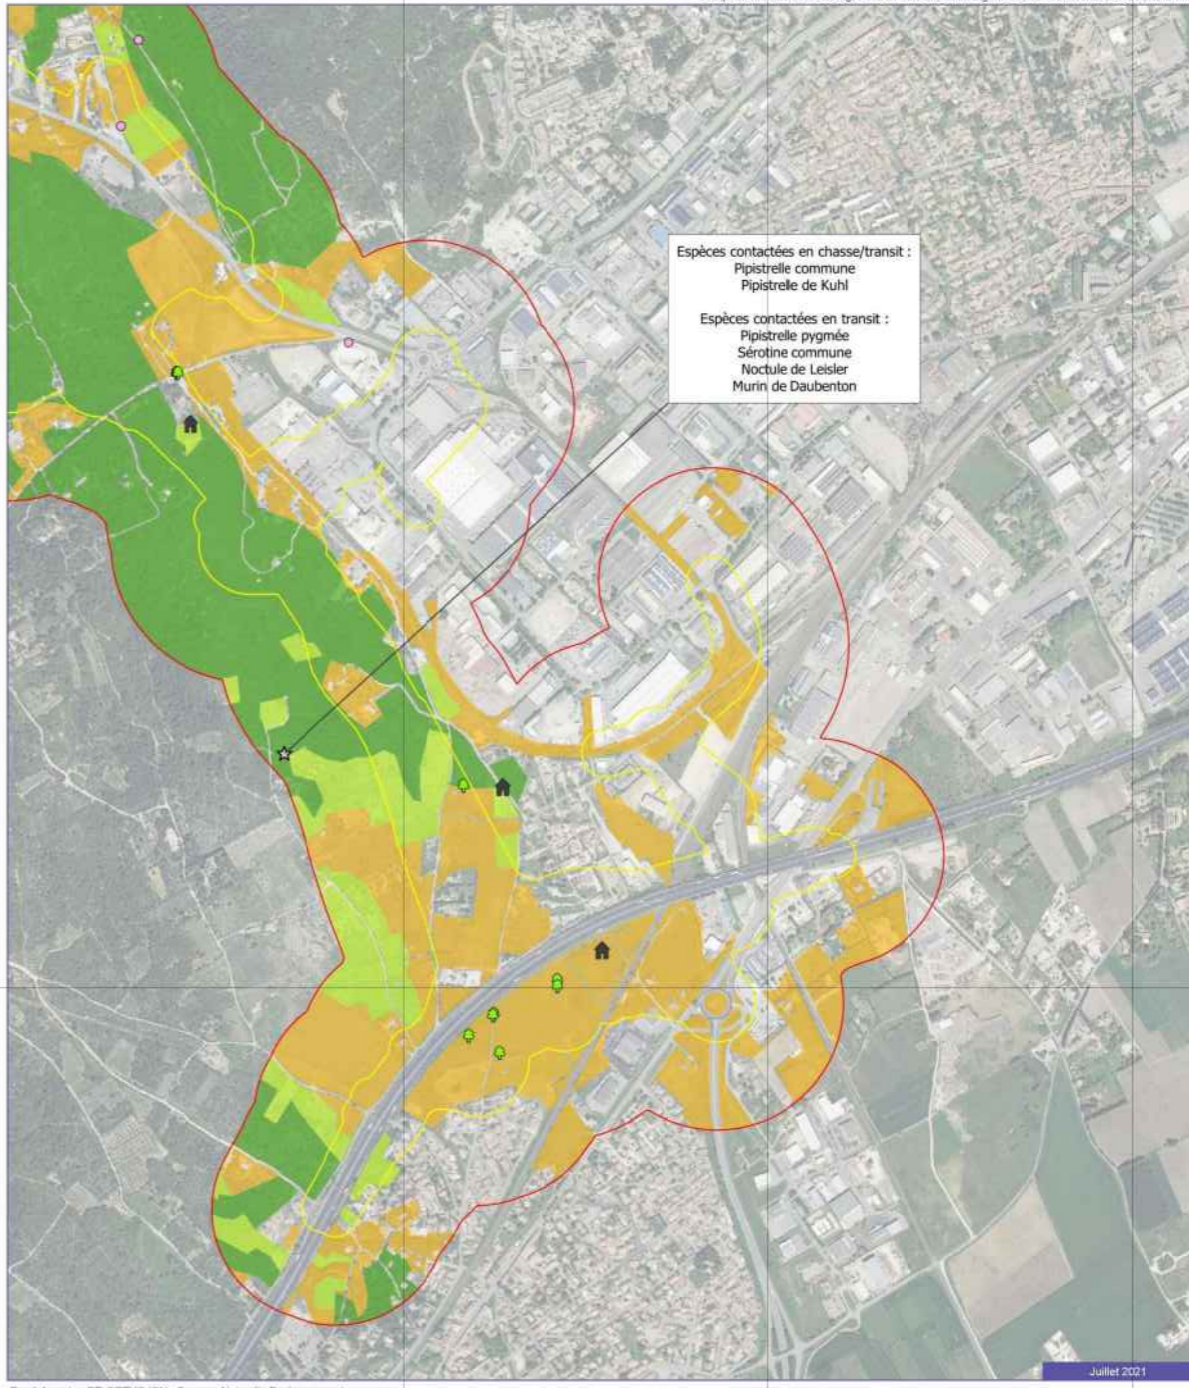 Espèces contactées en chasse/transit :
Pipistrelle commune
Pipistrelle de Kuhl
Espèces contactées en transit :
Pipistrelle pygmée
Sérotine commune
Noctule de Leisler
Murin de Daubenton
Juillet 2021